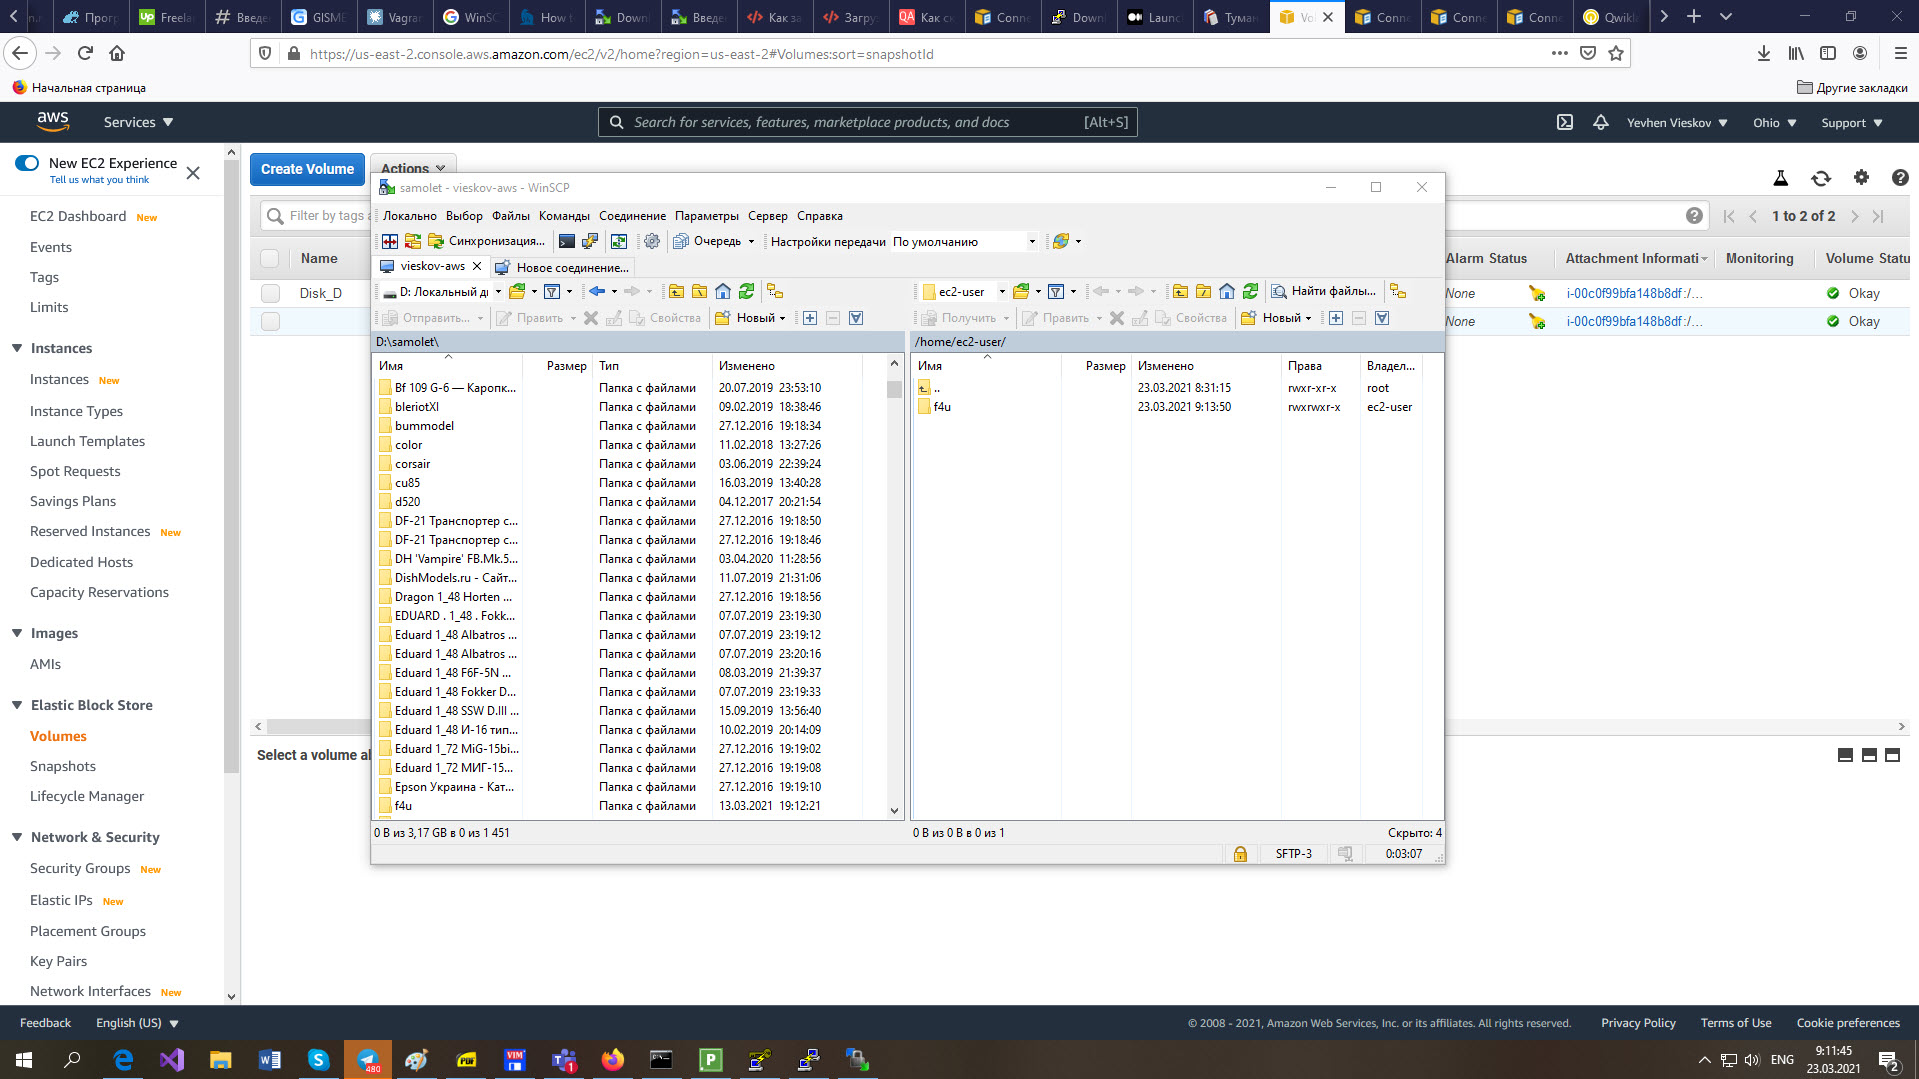 n.
Прогр
Freelan
Введе
GISME
Vagran
WinSC
How t
Downl
Введе
Как за
Загруз
Как ск
Conne
Downl
Launc
Туман
Vol
Conne
Conne
Conne
Qwikla
https://us-east-2.console.aws.amazon.com/ec2/v2/home?region=us-east-2#Volumes:sort=snapshotId
Начальная страница
Другие закладки
aws
Services
Search for services, features, marketplace products, and docs
[Alt+S]
Yevhen Vieskov
Ohio
Support
New EC2 Experience
Tell us what you think
EC2 Dashboard New
Events
Tags
Limits
Instances
Instances New
Instance Types
Launch Templates
Spot Requests
Savings Plans
Reserved Instances New
Dedicated Hosts
Capacity Reservations
Images
AMIs
Elastic Block Store
Volumes
Snapshots
Lifecycle Manager
Network & Security
Security Groups New
Elastic IPs New
Placement Groups
Key Pairs
Network Interfaces New
Create Volume
Actions
Filter by tags a
1 to 2 of 2
Name
Alarm Status
Attachment Informati
Monitoring
Volume Statu
Disk_D
None
i-00c0f99bfa148b8df:/...
Okay
None
i-00c0f99bfa148b8df:/...
Okay
Select a volume al
samolet - vieskov-aws - WinSCP
Локально Выбор Файлы Команды Соединение Параметры Сервер Справка
Синхронизация...
Очередь
Настройки передачи По умолчанию
vieskov-aws
Новое соединение...
D: Локальный ди
Отправить...
Править
Свойства
Новый
D:\samolet\
Имя Размер Тип Изменено
Bf 109 G-6 — Каропк... Папка с файлами 20.07.2019 23:53:10
bleriotXI Папка с файлами 09.02.2019 18:38:46
bummodel Папка с файлами 27.12.2016 19:18:34
color Папка с файлами 11.02.2018 13:27:26
corsair Папка с файлами 03.06.2019 22:39:24
cu85 Папка с файлами 16.03.2019 13:40:28
d520 Папка с файлами 04.12.2017 20:21:54
DF-21 Транспортер с... Папка с файлами 27.12.2016 19:18:50
DF-21 Транспортер с... Папка с файлами 27.12.2016 19:18:46
DH 'Vampire' FB.Mk.5... Папка с файлами 03.04.2020 11:28:56
DishModels.ru - Сайт... Папка с файлами 11.07.2019 21:31:06
Dragon 1_48 Horten ... Папка с файлами 27.12.2016 19:18:56
EDUARD . 1_48 . Fokk... Папка с файлами 07.07.2019 23:19:30
Eduard 1_48 Albatros ... Папка с файлами 07.07.2019 23:19:12
Eduard 1_48 Albatros ... Папка с файлами 07.07.2019 23:20:16
Eduard 1_48 F6F-5N ... Папка с файлами 08.03.2019 21:39:37
Eduard 1_48 Fokker D... Папка с файлами 07.07.2019 23:19:33
Eduard 1_48 SSW D.III ... Папка с файлами 15.09.2019 13:56:40
Eduard 1_48 И-16 тип... Папка с файлами 10.02.2019 20:14:09
Eduard 1_72 MiG-15bi... Папка с файлами 27.12.2016 19:19:02
Eduard 1_72 МИГ-15... Папка с файлами 27.12.2016 19:19:08
Epson Украина - Кат... Папка с файлами 27.12.2016 19:19:10
f4u Папка с файлами 13.03.2021 19:12:21
0 B из 3,17 GB в 0 из 1 451
ec2-user
Найти файлы...
Получить
Править
Свойства
Новый
/home/ec2-user/
Имя Размер Изменено Права Владел...
.. 23.03.2021 8:31:15 rwxr-xr-x root
f4u 23.03.2021 9:13:50 rwxrwxr-x ec2-user
0 B из 0 B в 0 из 1
Скрыто: 4
SFTP-3
0:03:07
Feedback
English (US)
© 2008 - 2021, Amazon Web Services, Inc. or its affiliates. All rights reserved.
Privacy Policy
Terms of Use
Cookie preferences
480
PDF
VIM
1
ENG
9:11:45
23.03.2021
2